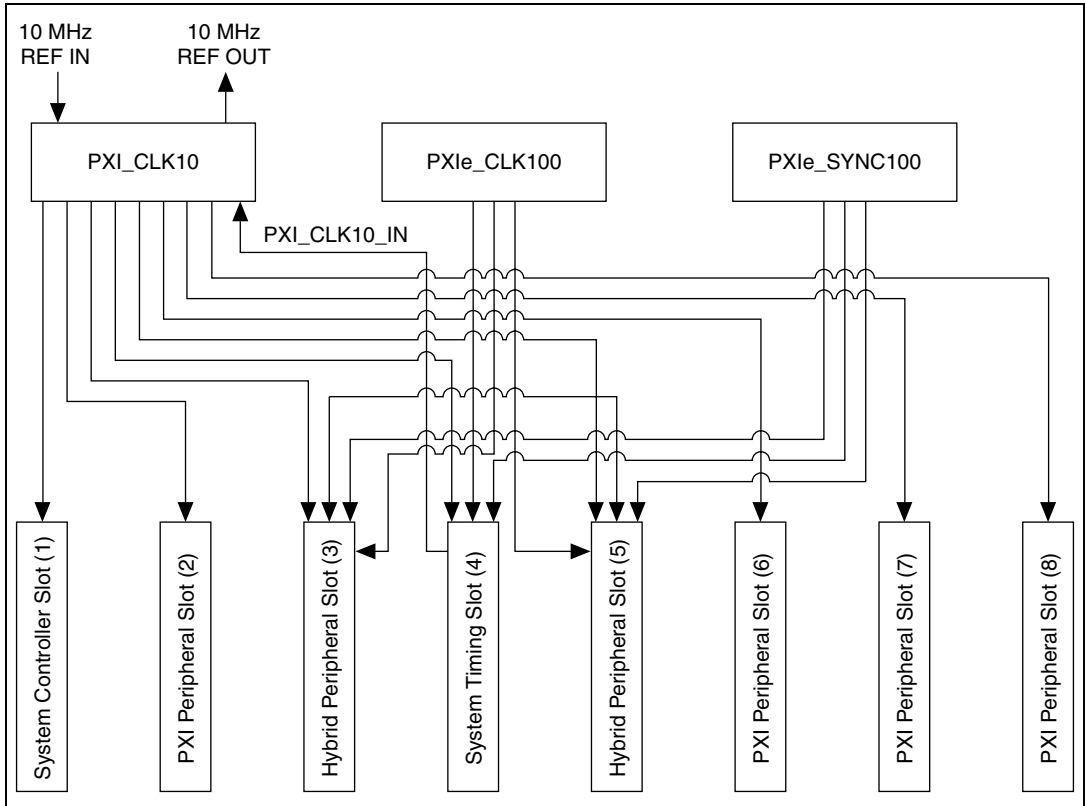 10 MHz
REF IN
10 MHz
REF OUT
PXI_CLK10
PXIe_CLK100
PXIe_SYNC100
PXI_CLK10_IN
System Controller Slot (1)
PXI Peripheral Slot (2)
Hybrid Peripheral Slot (3)
System Timing Slot (4)
Hybrid Peripheral Slot (5)
PXI Peripheral Slot (6)
PXI Peripheral Slot (7)
PXI Peripheral Slot (8)